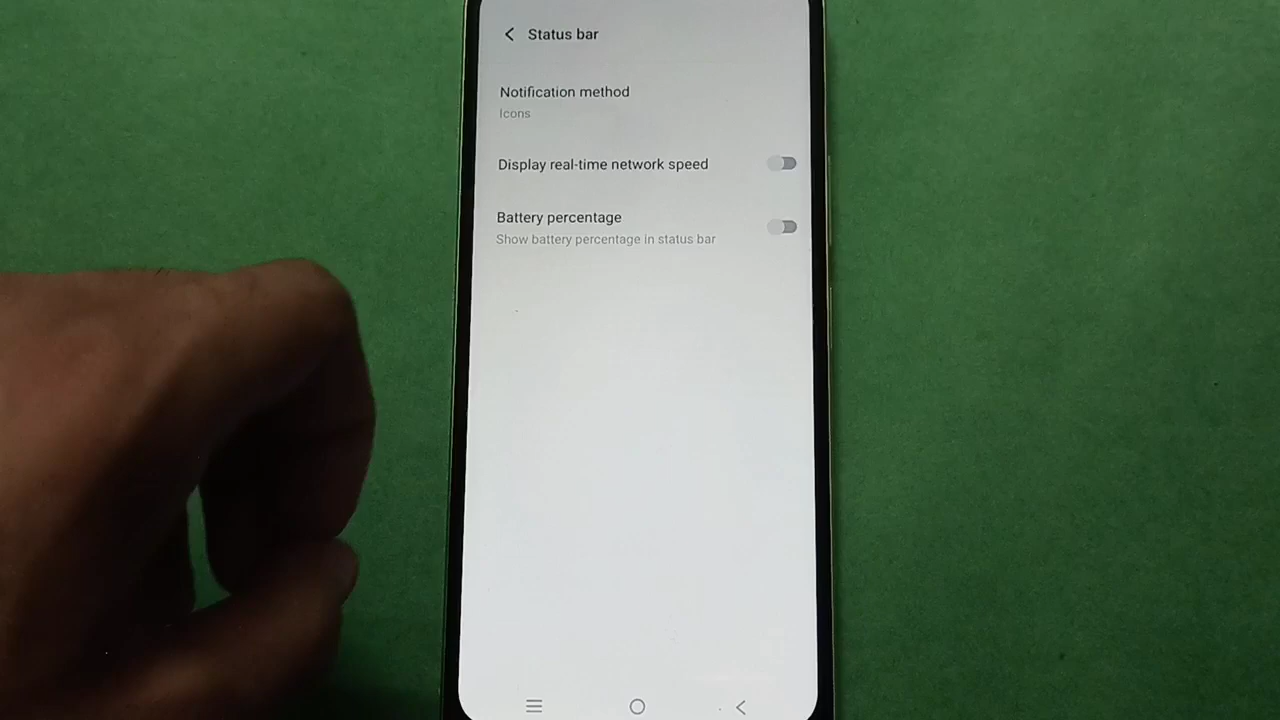 Status bar
Notification method
Icons
Display real-time network speed
Battery percentage
Show battery percentage in status bar